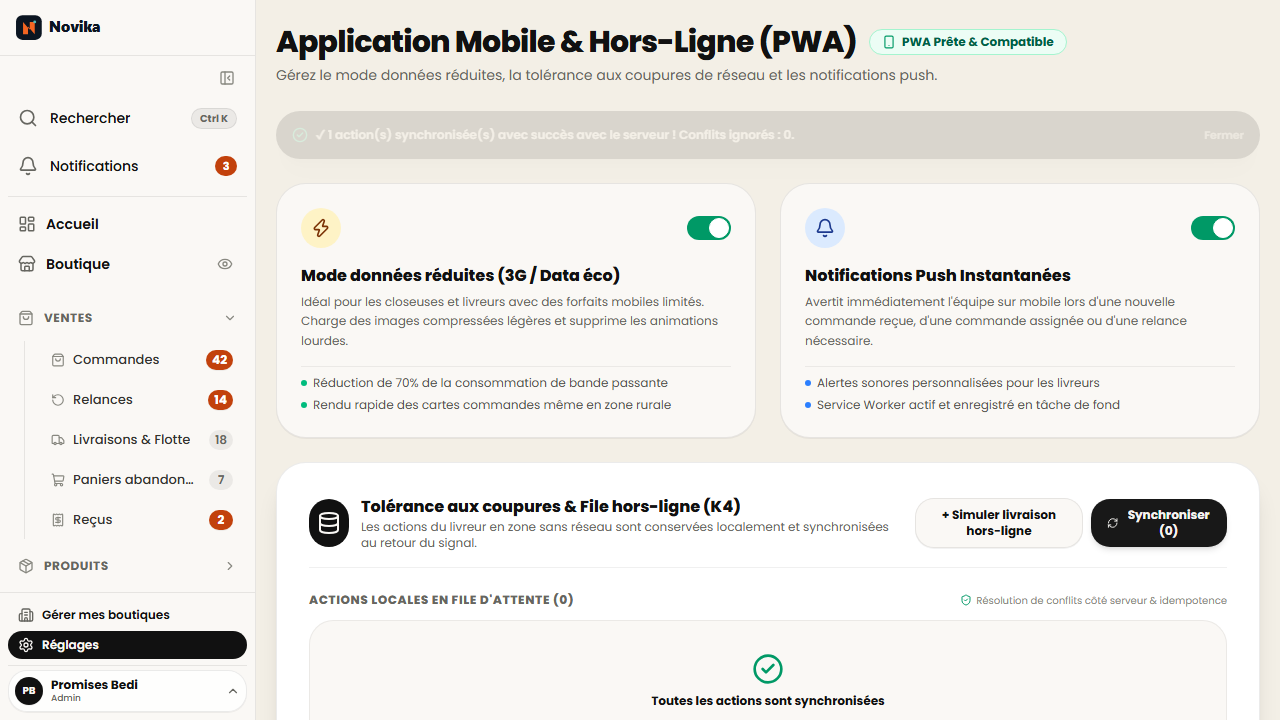 Novika
Rechercher
Ctrl K
Notifications
3
Accueil
Boutique
VENTES
Commandes
42
Relances
14
Livraisons & Flotte
18
Paniers abandon...
7
Reçus
2
PRODUITS
Gérer mes boutiques
Réglages
PB
Promises Bedi
Admin
Application Mobile & Hors-Ligne (PWA)
PWA Prête & Compatible
Gérez le mode données réduites, la tolérance aux coupures de réseau et les notifications push.
✓ 1 action(s) synchronisée(s) avec succès avec le serveur ! Conflits ignorés : 0.
Fermer
Mode données réduites (3G / Data éco)
Idéal pour les closeuses et livreurs avec des forfaits mobiles limités.
Charge des images compressées légères et supprime les animations
lourdes.
Réduction de 70% de la consommation de bande passante
Rendu rapide des cartes commandes même en zone rurale
Notifications Push Instantanées
Avertit immédiatement l'équipe sur mobile lors d'une nouvelle
commande reçue, d'une commande assignée ou d'une relance
nécessaire.
Alertes sonores personnalisées pour les livreurs
Service Worker actif et enregistré en tâche de fond
Tolérance aux coupures & File hors-ligne (K4)
Les actions du livreur en zone sans réseau sont conservées localement et synchronisées
au retour du signal.
+ Simuler livraison
hors-ligne
Synchroniser
(0)
ACTIONS LOCALES EN FILE D'ATTENTE (0)
Résolution de conflits côté serveur & idempotence
Toutes les actions sont synchronisées